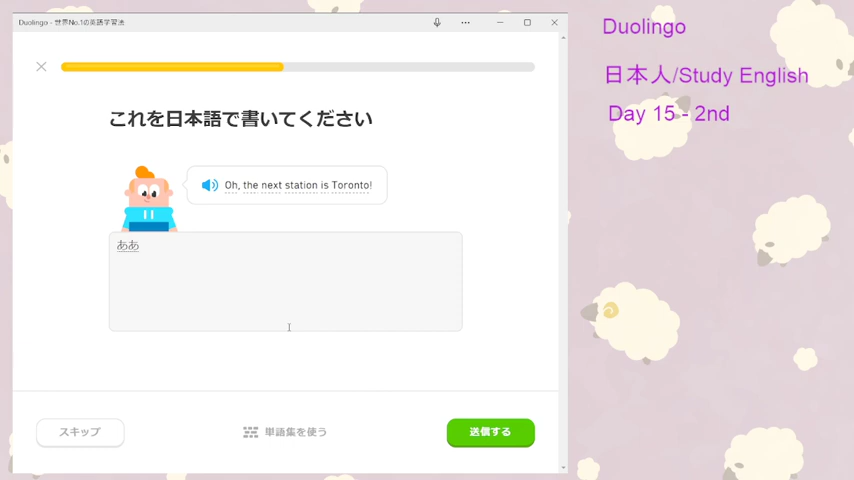 Duolingo - 世界No.1の英語学習法
これを日本語で書いてください
Oh, the next station is Toronto!
ああ
スキップ
単語集を使う
送信する
Duolingo
日本人/Study English
Day 15 - 2nd